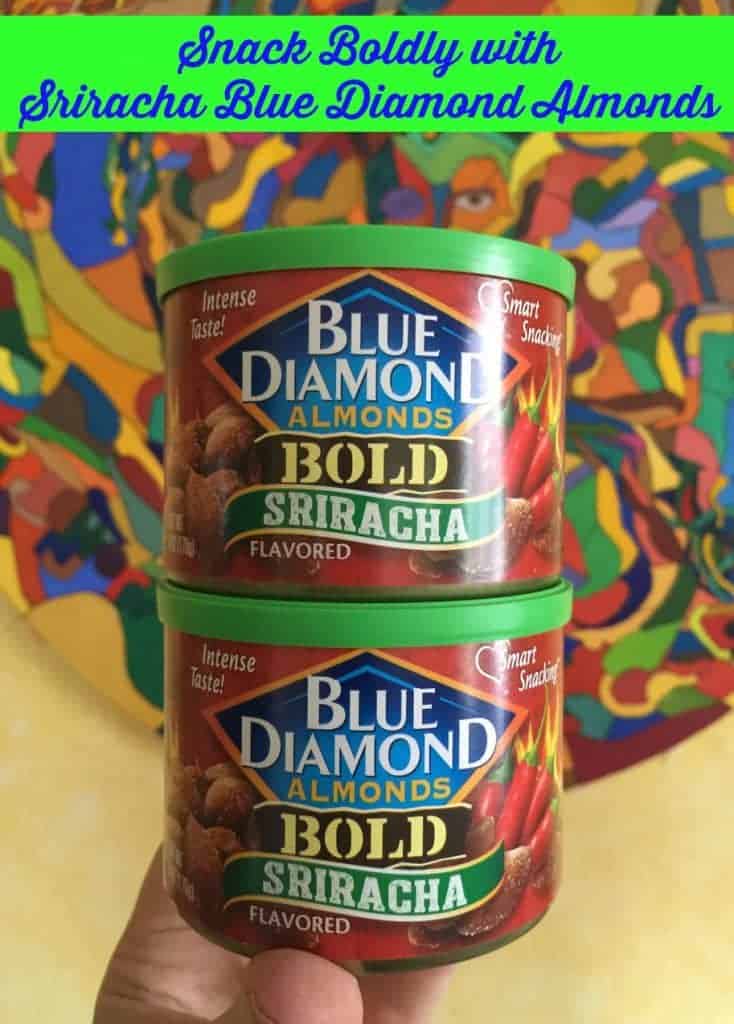 Snack Boldly with
Sriracha Blue Diamond Almonds
Intense
Taste!
Smart
Snacking
BLUE
DIAMOND
ALMONDS
BOLD
SRIRACHA
FLAVORED
Intense
Taste!
Smart
Snacking
BLUE
DIAMOND
ALMONDS
BOLD
SRIRACHA
FLAVORED